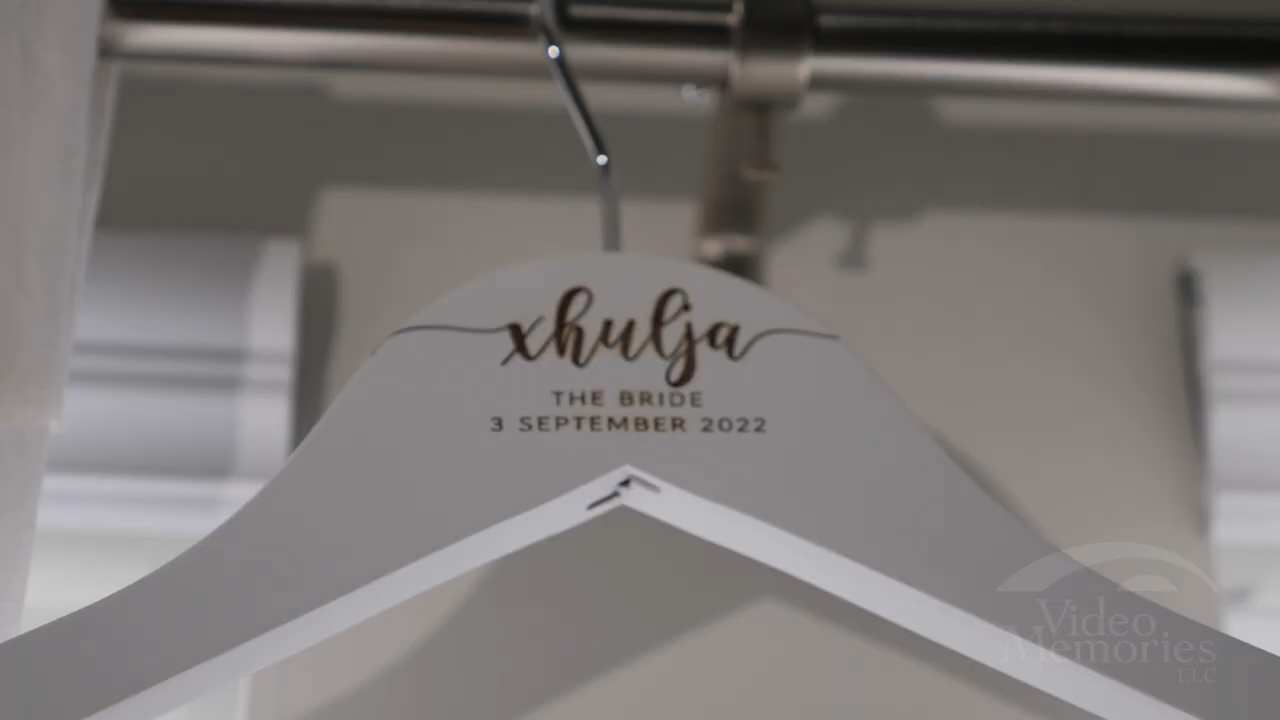 xhulja
THE BRIDE
3 SEPTEMBER 2022
Video
Memories
LLC